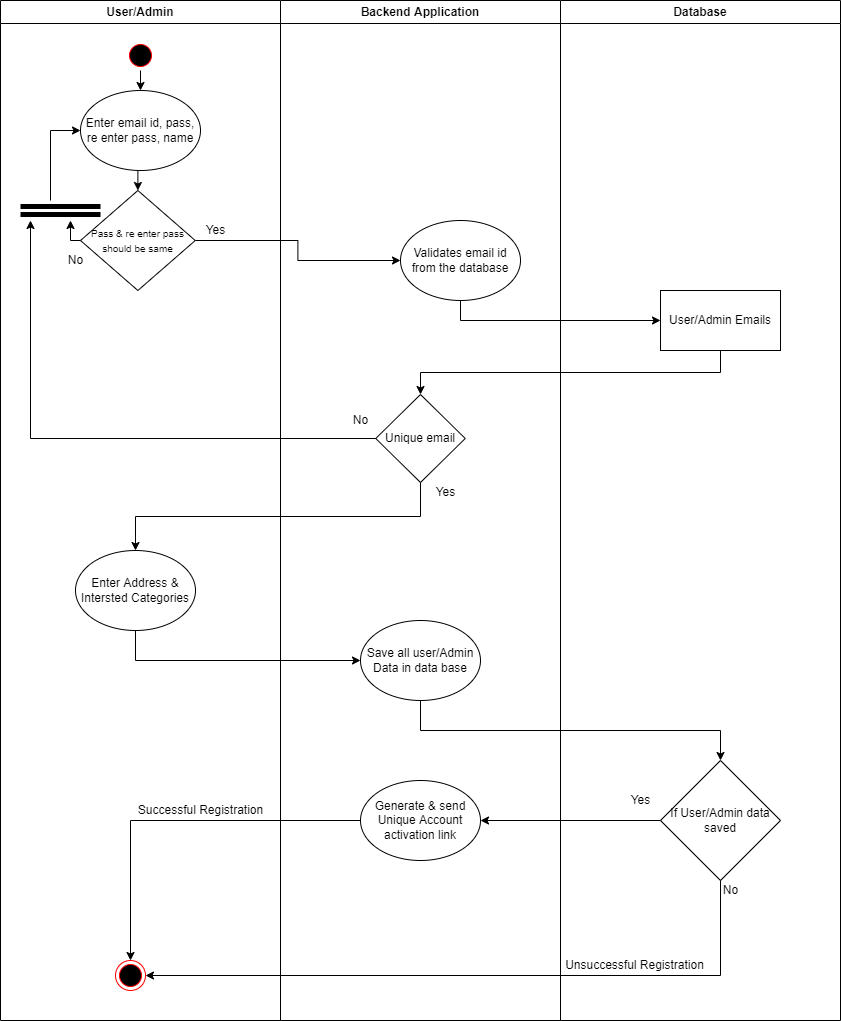 User/Admin
Backend Application
Database
Enter email id, pass,
re enter pass, name
Pass & re enter pass
should be same
Yes
No
Validates email id
from the database
User/Admin Emails
No
Unique email
Yes
Enter Address &
Intersted Categories
Save all user/Admin
Data in data base
Successful Registration
Generate & send
Unique Account
activation link
Yes
If User/Admin data
saved
No
Unsuccessful Registration